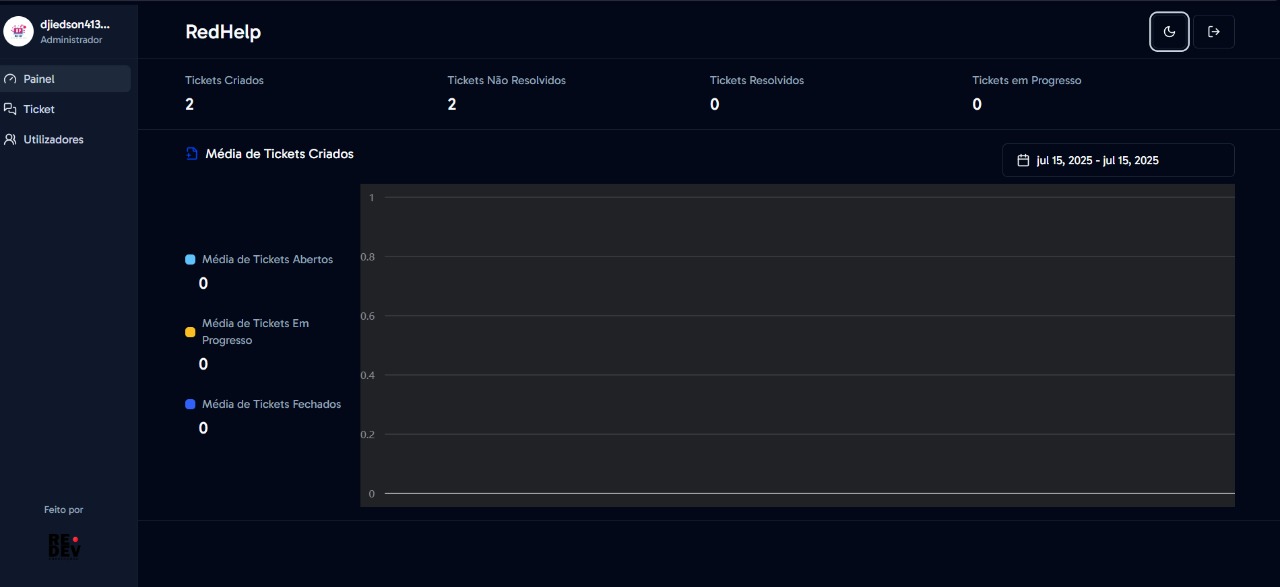 djiedson413...
Administrador
Painel
Ticket
Utilizadores
Feito por
RE
DEV
RedHelp
Tickets Criados
2
Tickets Não Resolvidos
2
Tickets Resolvidos
0
Tickets em Progresso
0
Média de Tickets Criados
jul 15, 2025 - jul 15, 2025
Média de Tickets Abertos
0
Média de Tickets Em
Progresso
0
Média de Tickets Fechados
0
1
0.8
0.6
0.4
0.2
0